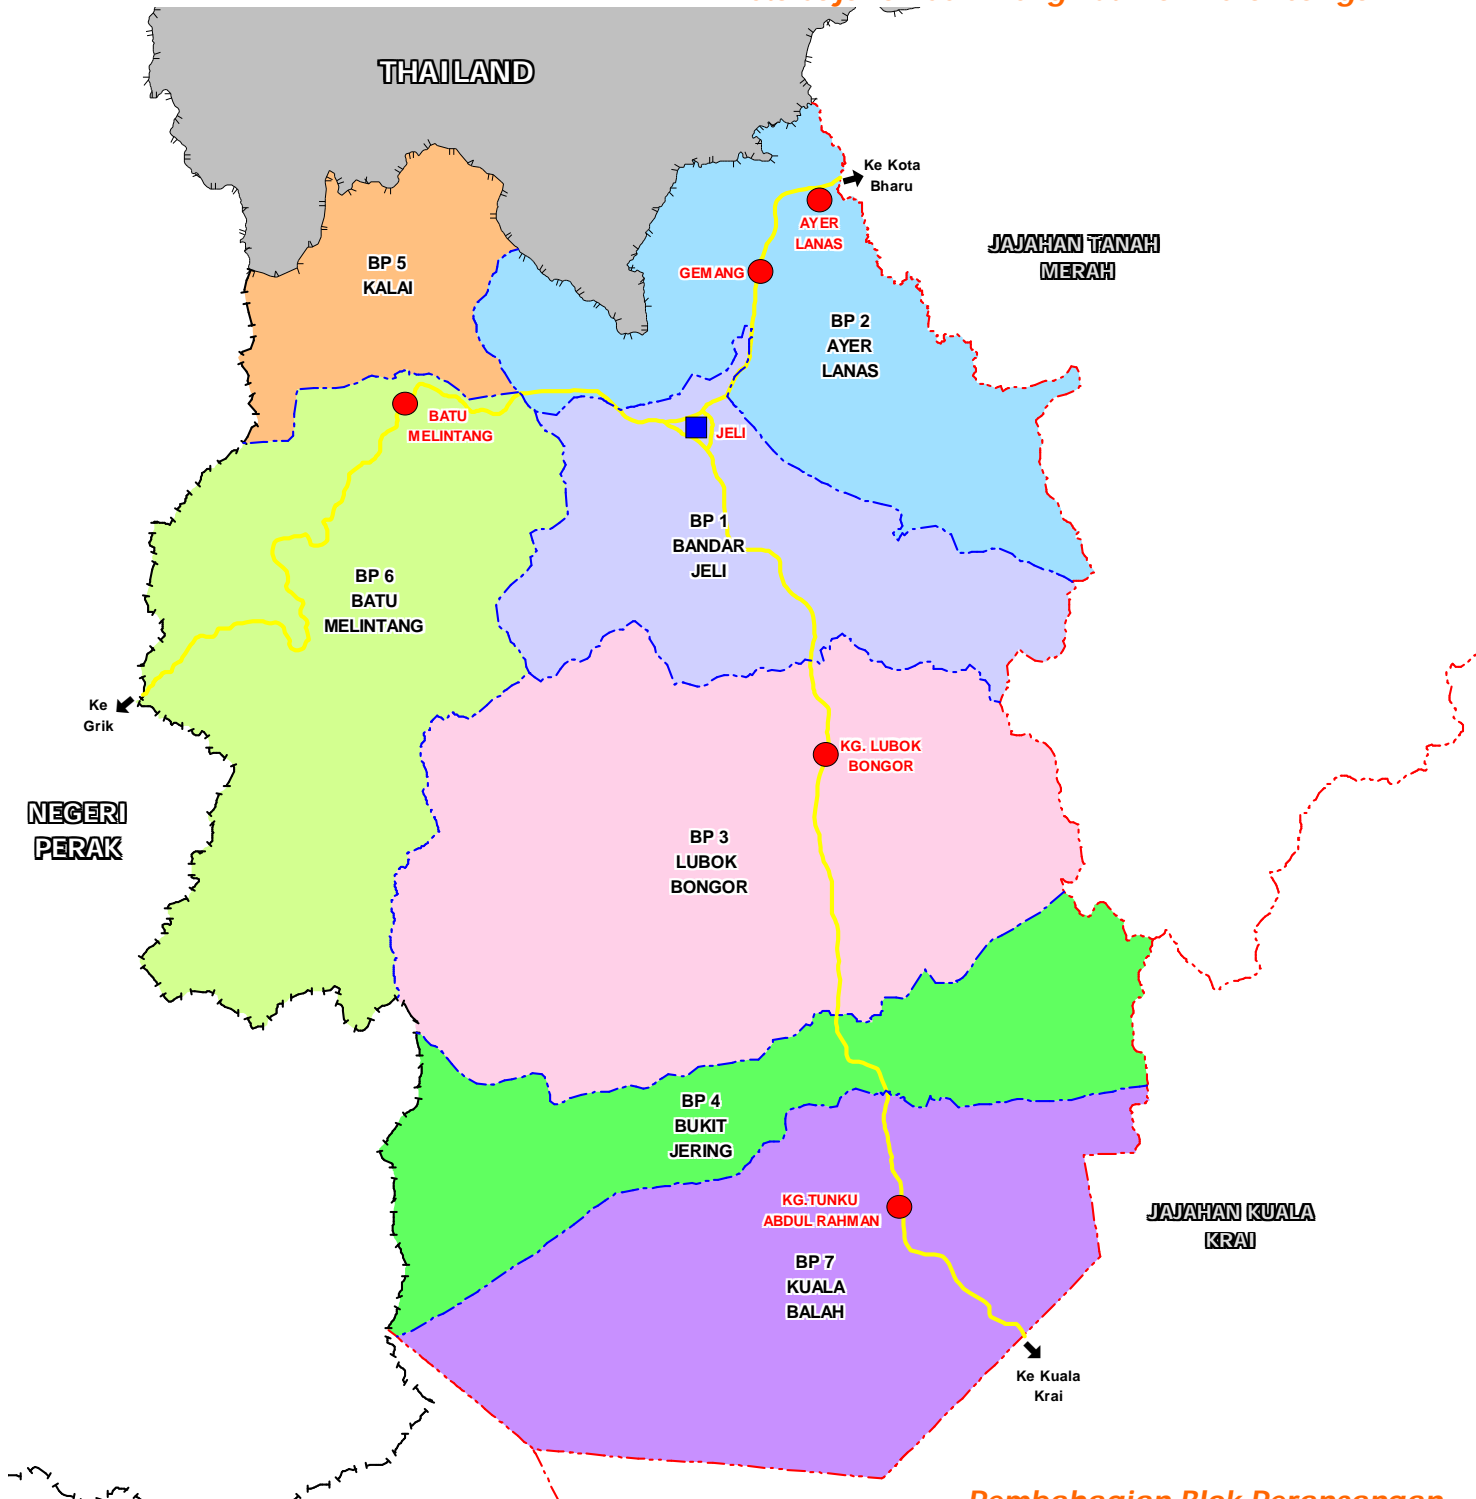 THAILAND
Ke Kota
Bharu
AYER
LANAS
JAJAHAN TANAH
MERAH
BP 5
KALAI
GEMANG
BP 2
AYER
LANAS
BATU
MELINTANG
JELI
BP 1
BANDAR
JELI
BP 6
BATU
MELINTANG
Ke
Grik
KG. LUBOK
BONGOR
NEGERI
PERAK
BP 3
LUBOK
BONGOR
BP 4
BUKIT
JERING
KG.TUNKU
ABDUL RAHMAN
JAJAHAN KUALA
KRAI
BP 7
KUALA
BALAH
Ke Kuala
Krai
Pembahagian Blok Perancangan